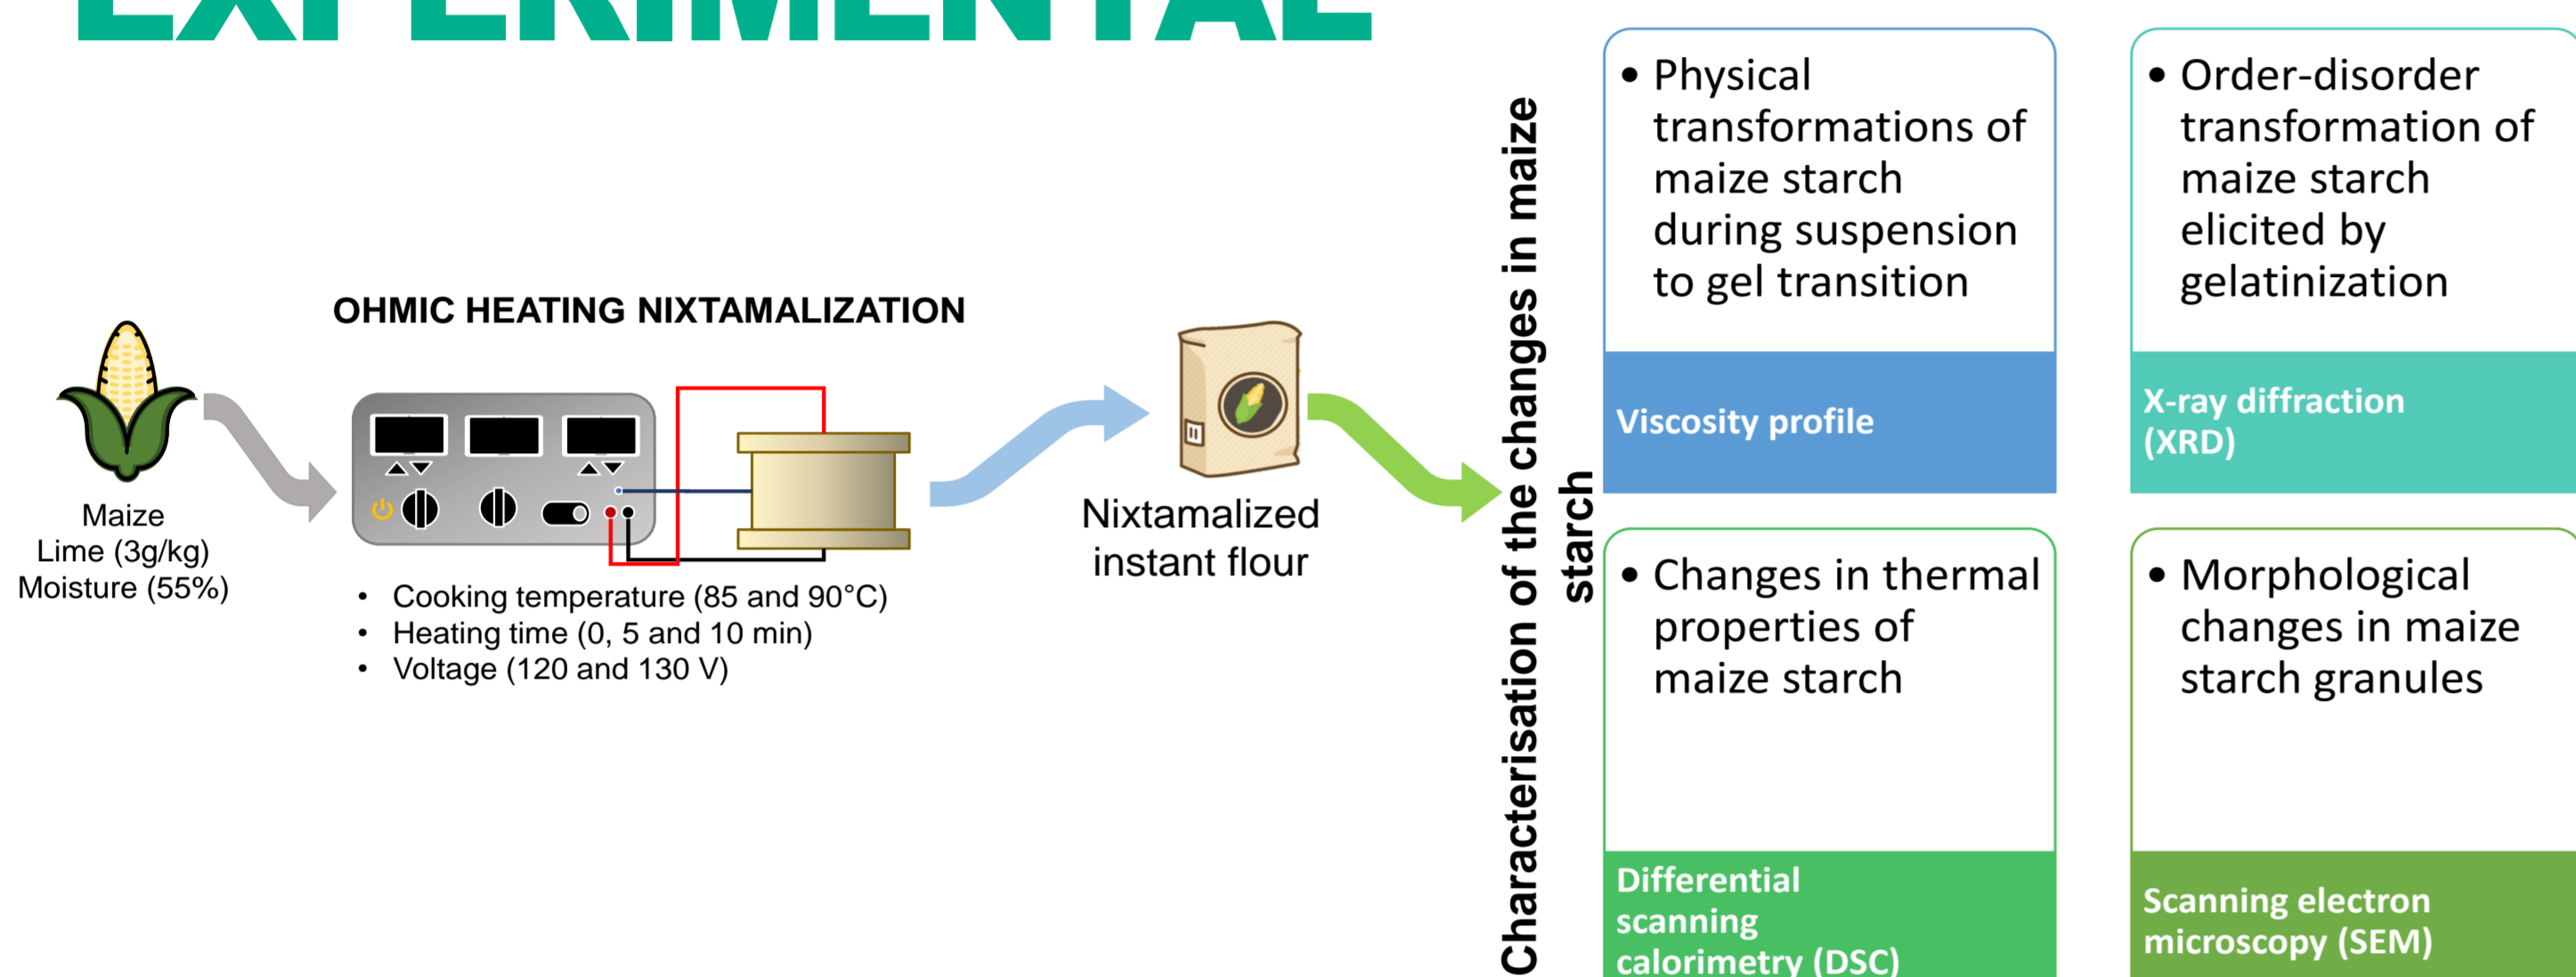 EXPERIMENTAL
OHMIC HEATING NIXTAMALIZATION
Maize
Lime (3g/kg)
Moisture (55%)
• Cooking temperature (85 and 90°C)
• Heating time (0, 5 and 10 min)
• Voltage (120 and 130 V)
Nixtamalized
instant flour
Characterisation of the changes in maize
starch
• Physical
transformations of
maize starch
during suspension
to gel transition
Viscosity profile
• Order-disorder
transformation of
maize starch
elicited by
gelatinization
X-ray diffraction
(XRD)
• Changes in thermal
properties of
maize starch
Differential
scanning
calorimetry (DSC)
• Morphological
changes in maize
starch granules
Scanning electron
microscopy (SEM)